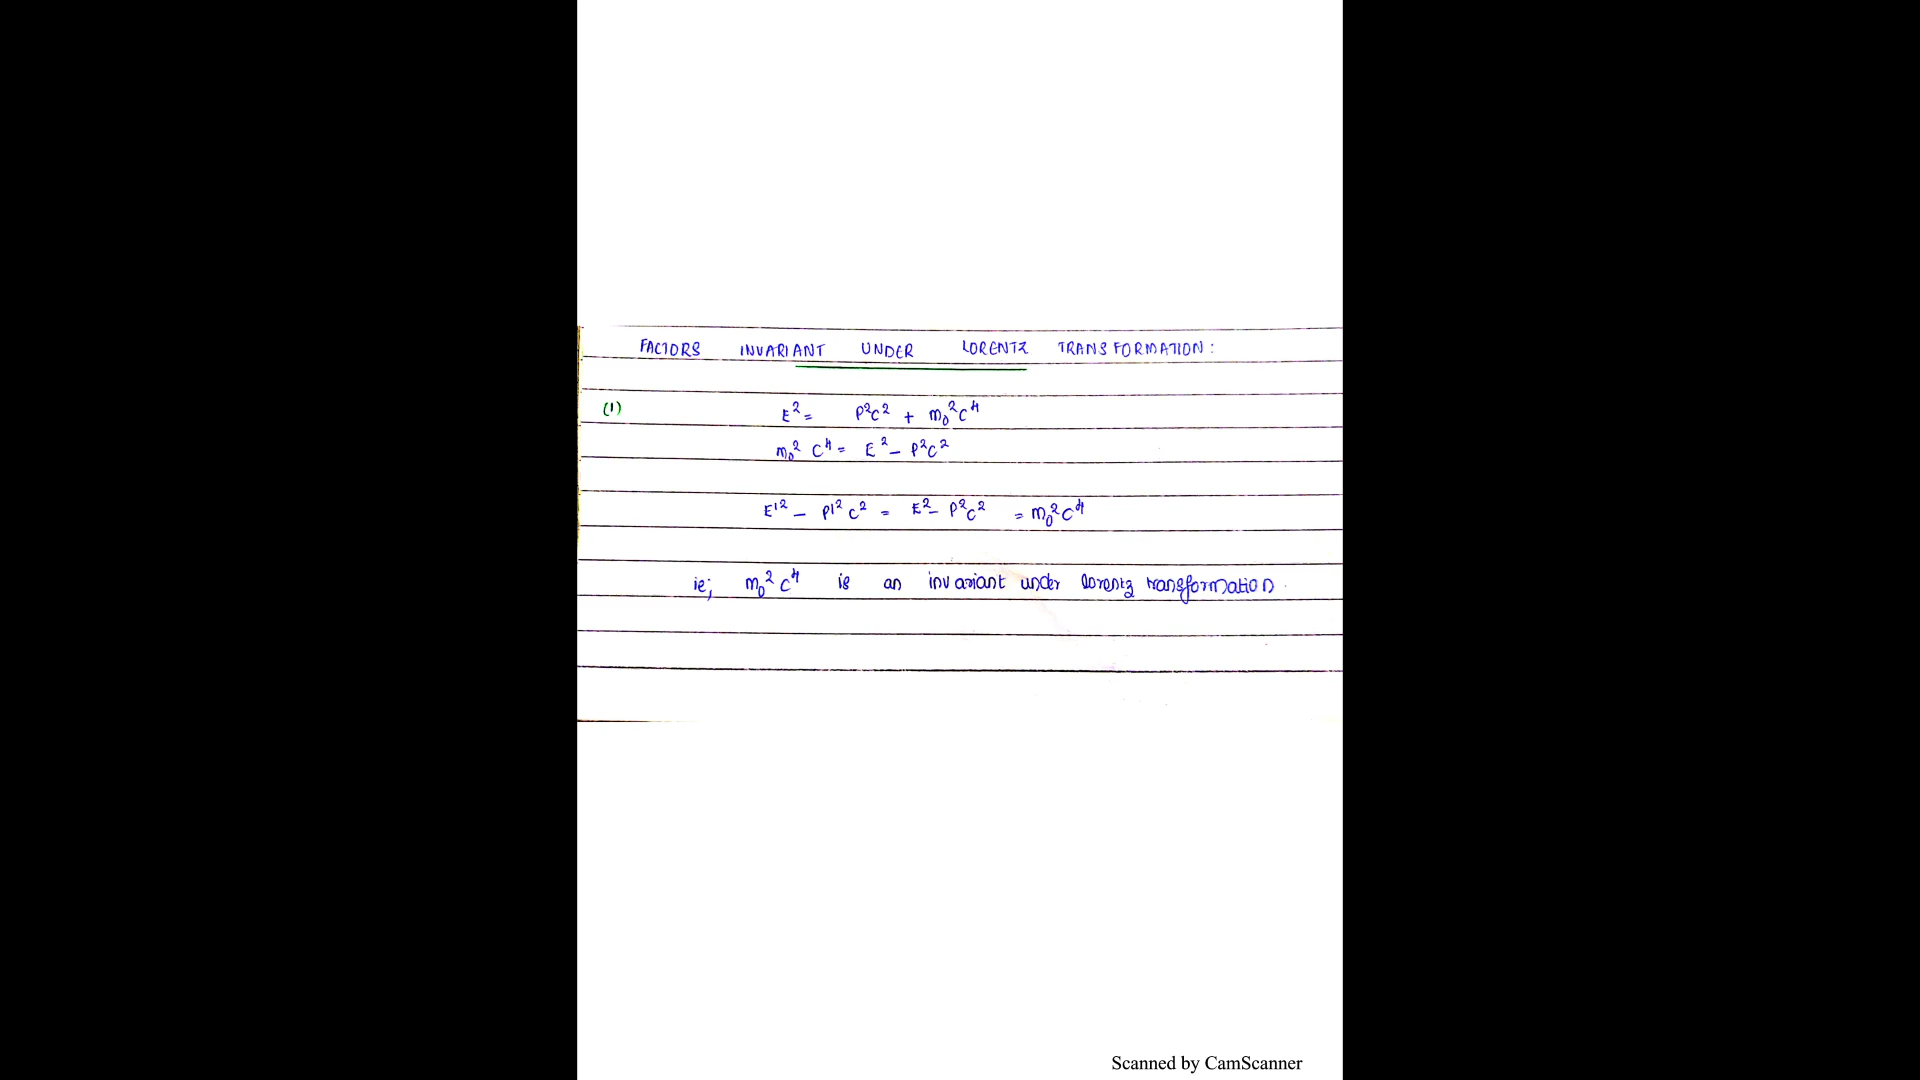 FACTORS INVARIANT UNDER LORENTZ TRANSFORMATION :
(1) E² = P²C² + m₀²C⁴
m₀² C⁴ = E² – P²C²
E'² – P'² C² = E² – P²C² = m₀²C⁴
ie; m₀² C⁴ is an invariant under lorentz transformation.
Scanned by CamScanner